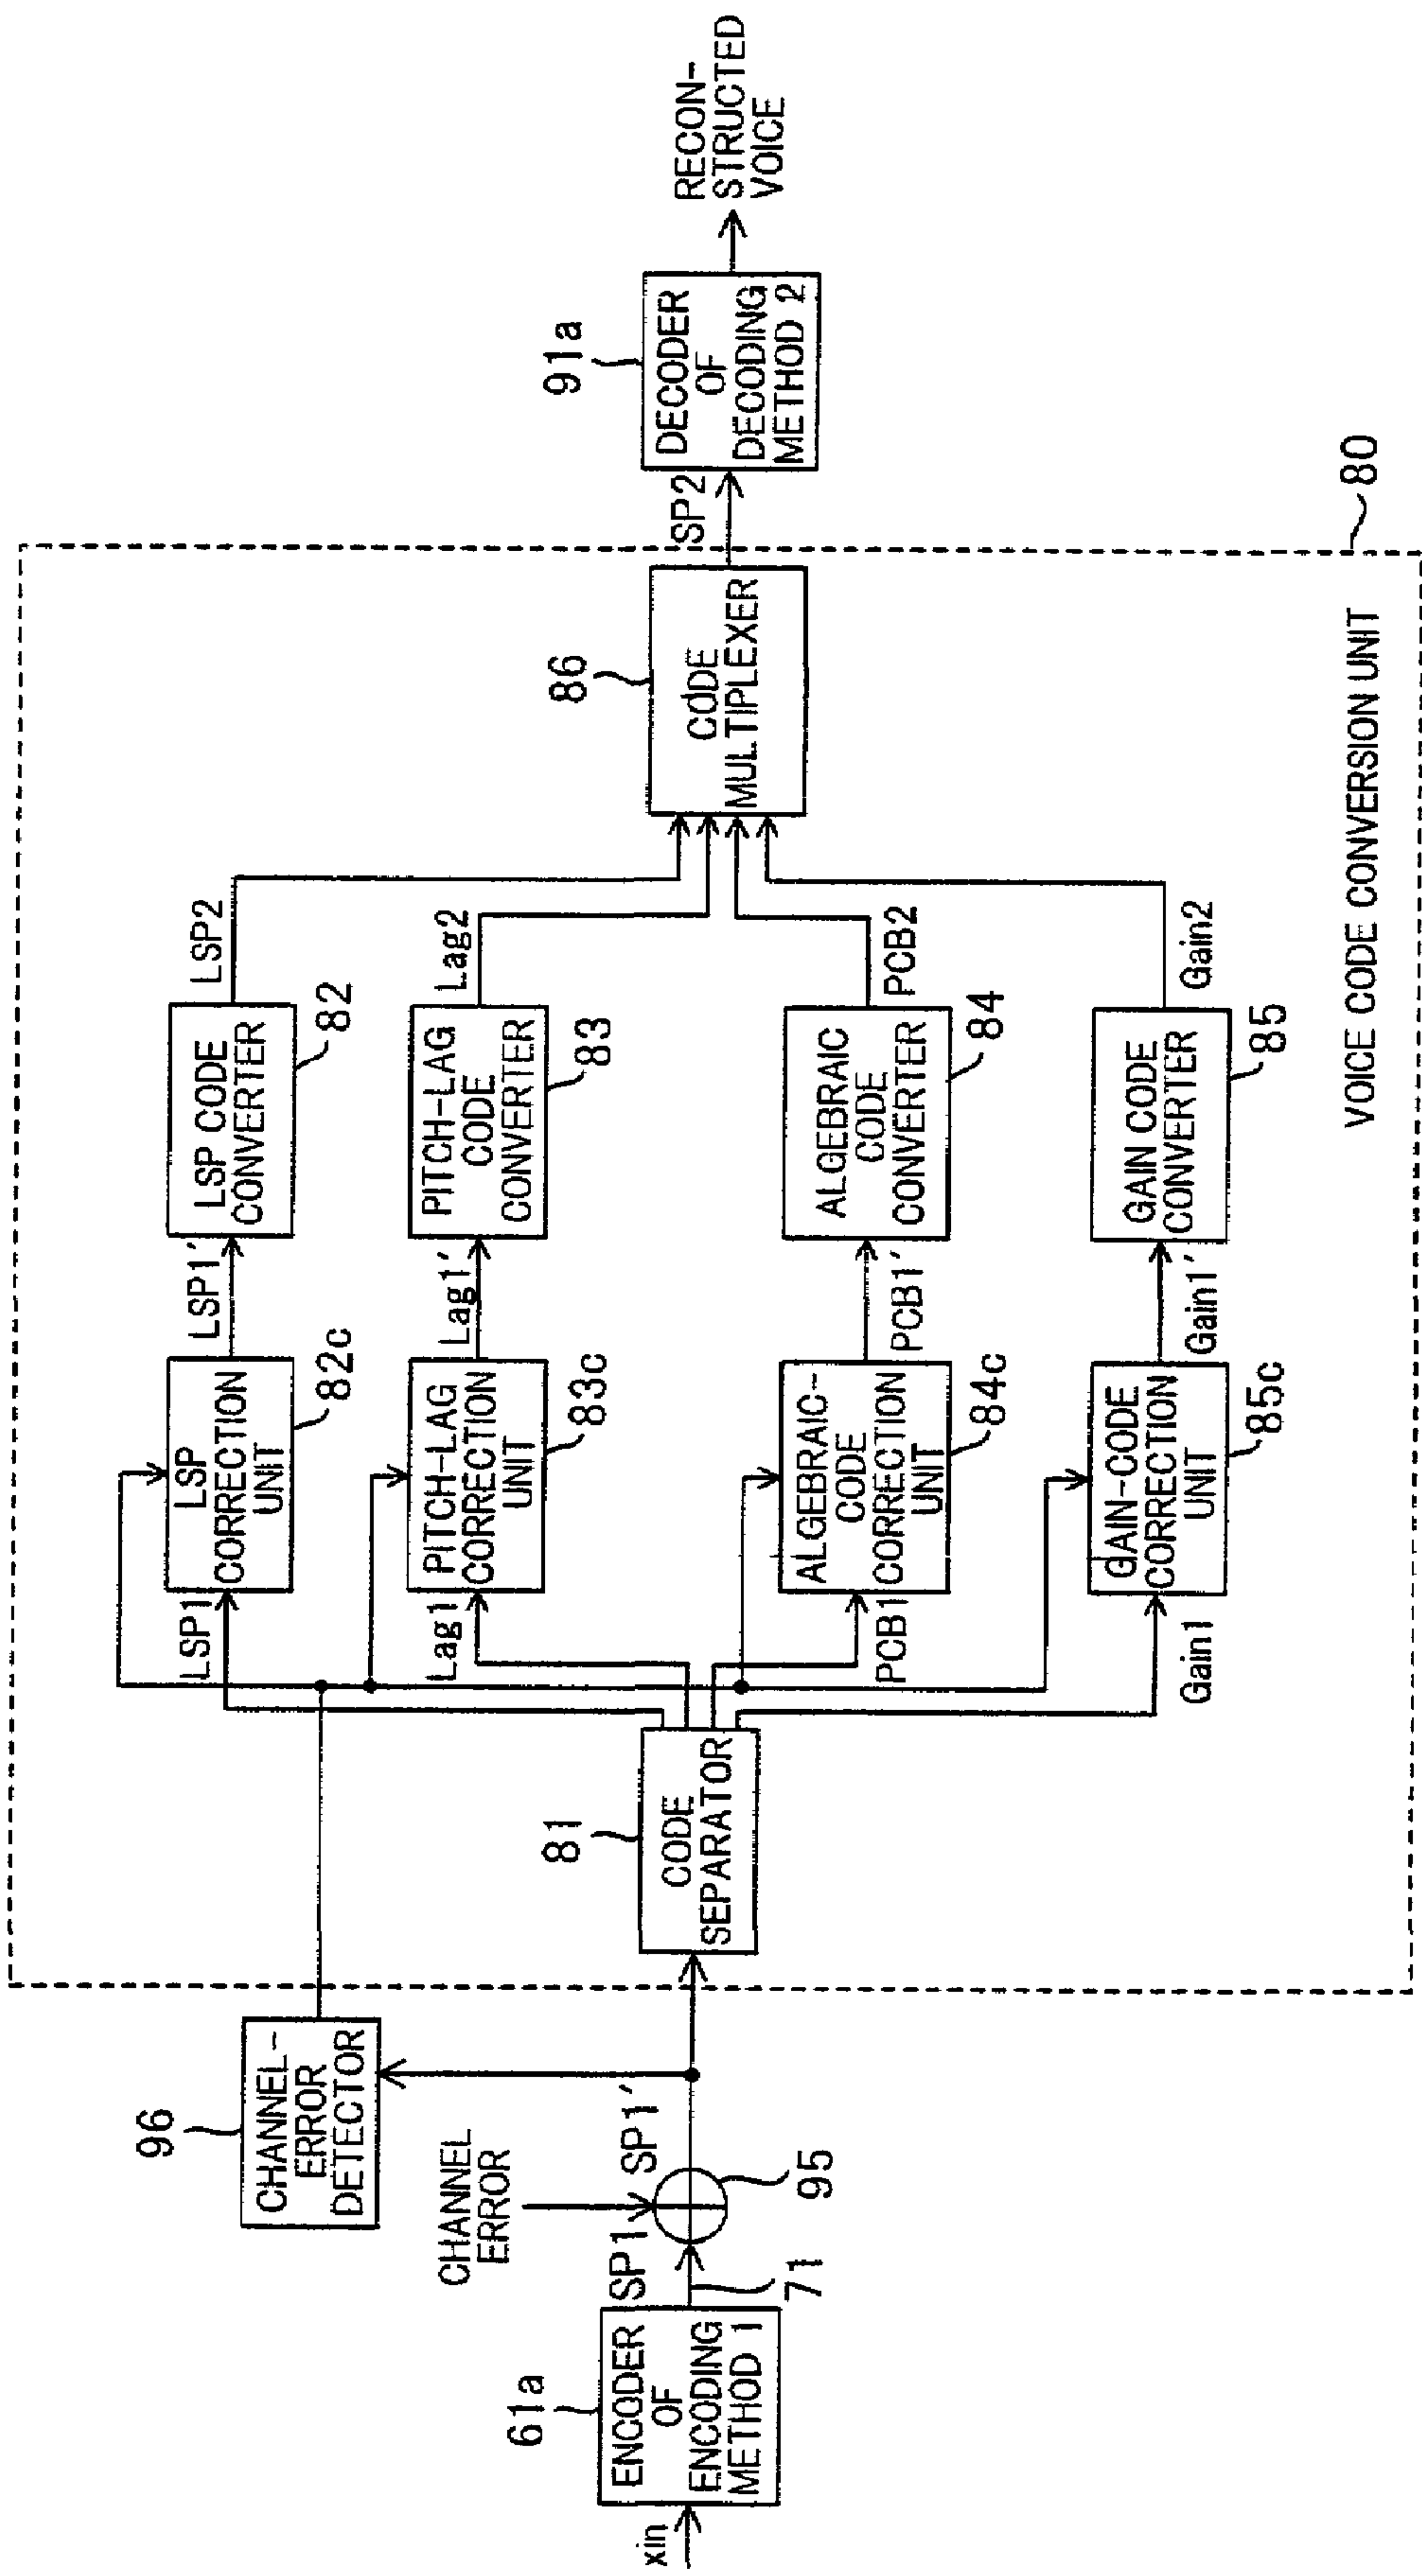 xin
61a
ENCODER
OF
ENCODING
METHOD 1
SP1
71
CHANNEL
ERROR
95
SP1'
96
CHANNEL-
ERROR
DETECTOR
81
CODE
SEPARATOR
LSP1
LSP
CORRECTION
UNIT
82c
LSP1'
LSP CODE
CONVERTER
82
LSP2
Lag1
PITCH-LAG
CORRECTION
UNIT
83c
Lag1'
PITCH-LAG
CODE
CONVERTER
83
Lag2
PCB1
ALGEBRAIC-
CODE
CORRECTION
UNIT
84c
PCB1'
ALGEBRAIC
CODE
CONVERTER
84
PCB2
Gain1
GAIN-CODE
CORRECTION
UNIT
85c
Gain1'
GAIN CODE
CONVERTER
85
Gain2
86
CODE
MULTIPLEXER
VOICE CODE CONVERSION UNIT
80
SP2
91a
DECODER
OF
DECODING
METHOD 2
RECON-
STRUCTED
VOICE